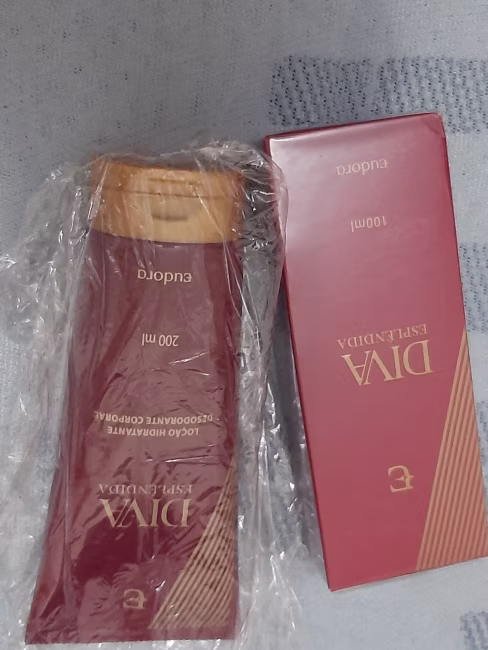 Є
DIVA
ESPLÊNDIDA
LOÇÃO HIDRATANTE
DESODORANTE CORPORAL
200 ml
eudora
Є
DIVA
ESPLÊNDIDA
100ml
eudora